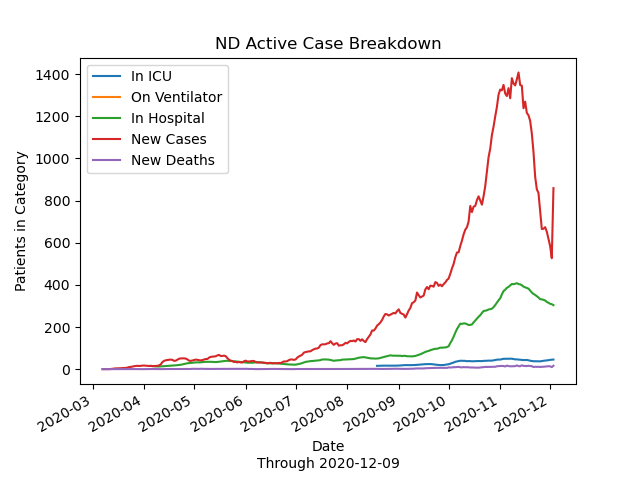 ND Active Case Breakdown
In ICU
On Ventilator
In Hospital
New Cases
New Deaths
Patients in Category
1400
1200
1000
800
600
400
200
0
2020-03
2020-04
2020-05
2020-06
2020-07
2020-08
2020-09
2020-10
2020-11
2020-12
Date
Through 2020-12-09